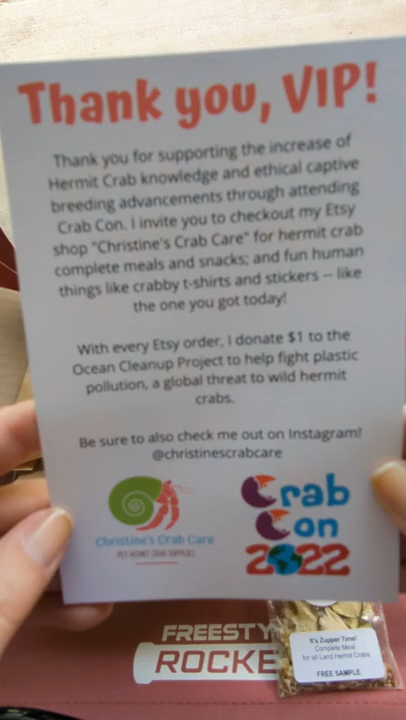 Thank you, VIP!
Thank you for supporting the increase of
Hermit Crab knowledge and ethical captive
breeding advancements through attending
Crab Con. I invite you to checkout my Etsy
shop "Christine's Crab Care" for hermit crab
complete meals and snacks; and fun human
things like crabby t-shirts and stickers -- like
the one you got today!
With every Etsy order, I donate $1 to the
Ocean Cleanup Project to help fight plastic
pollution, a global threat to wild hermit
crabs.
Be sure to also check me out on Instagram!
@christinescrabcare
Christine's Crab Care
PET HERMIT CRAB SUPPLIES
Crab
Con
2022
FREESTY
ROCKE
It's Zupper Time!
Complete Meal
for all Land Hermit Crabs
FREE SAMPLE